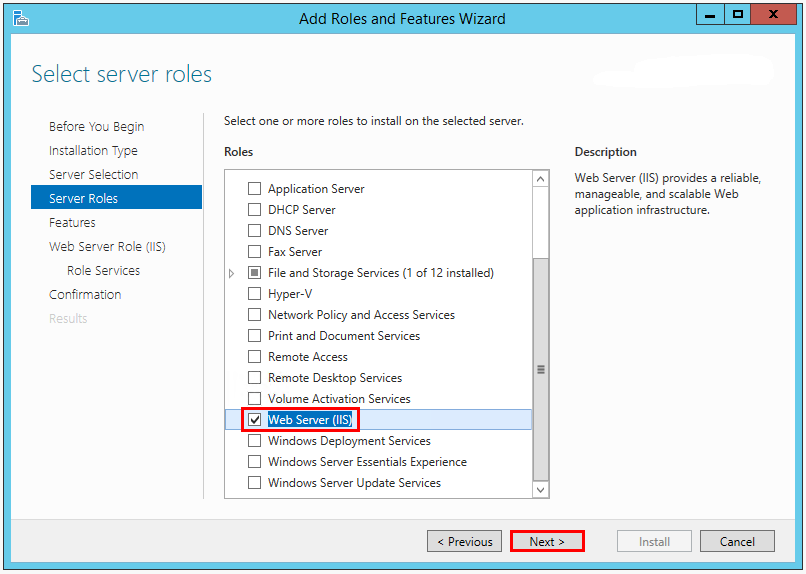 Add Roles and Features Wizard
Select server roles
Before You Begin
Installation Type
Server Selection
Server Roles
Features
Web Server Role (IIS)
Role Services
Confirmation
Results
Select one or more roles to install on the selected server.
Roles
Application Server
DHCP Server
DNS Server
Fax Server
File and Storage Services (1 of 12 installed)
Hyper-V
Network Policy and Access Services
Print and Document Services
Remote Access
Remote Desktop Services
Volume Activation Services
Web Server (IIS)
Windows Deployment Services
Windows Server Essentials Experience
Windows Server Update Services
Description
Web Server (IIS) provides a reliable,
manageable, and scalable Web
application infrastructure.
< Previous
Next >
Install
Cancel